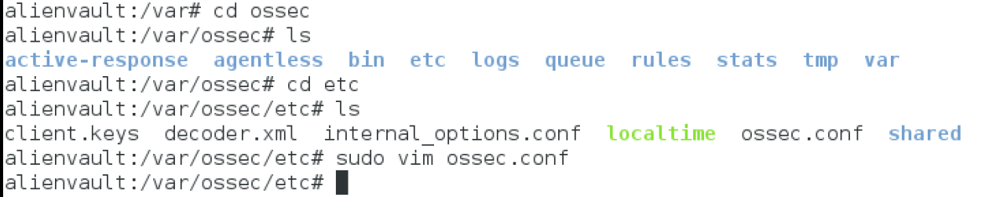 alienvault:/var# cd ossec
alienvault:/var/ossec# ls
active-response  agentless  bin  etc  logs  queue  rules  stats  tmp  var
alienvault:/var/ossec# cd etc
alienvault:/var/ossec/etc# ls
client.keys  decoder.xml  internal_options.conf  localtime  ossec.conf  shared
alienvault:/var/ossec/etc# sudo vim ossec.conf
alienvault:/var/ossec/etc#